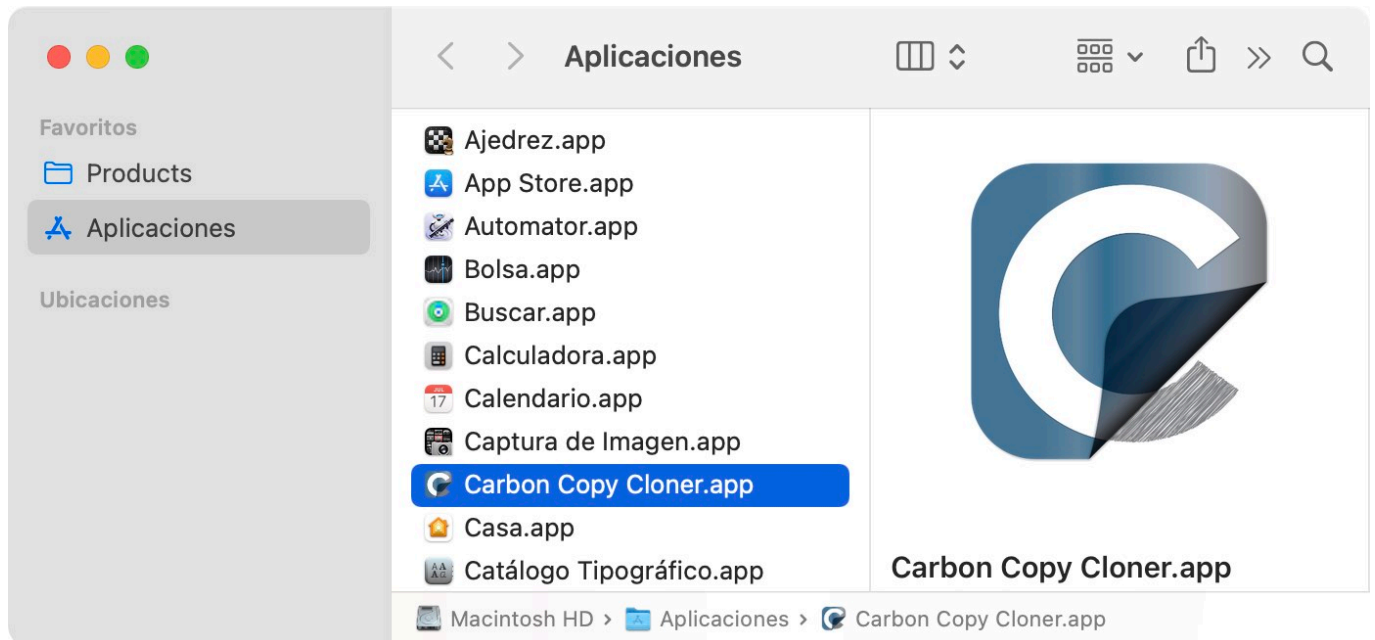 Aplicaciones
Favoritos
Products
Aplicaciones
Ubicaciones
Ajedrez.app
App Store.app
Automator.app
Bolsa.app
Buscar.app
Calculadora.app
Calendario.app
Captura de Imagen.app
Carbon Copy Cloner.app
Casa.app
Catálogo Tipográfico.app
Carbon Copy Cloner.app
Macintosh HD › Aplicaciones › Carbon Copy Cloner.app